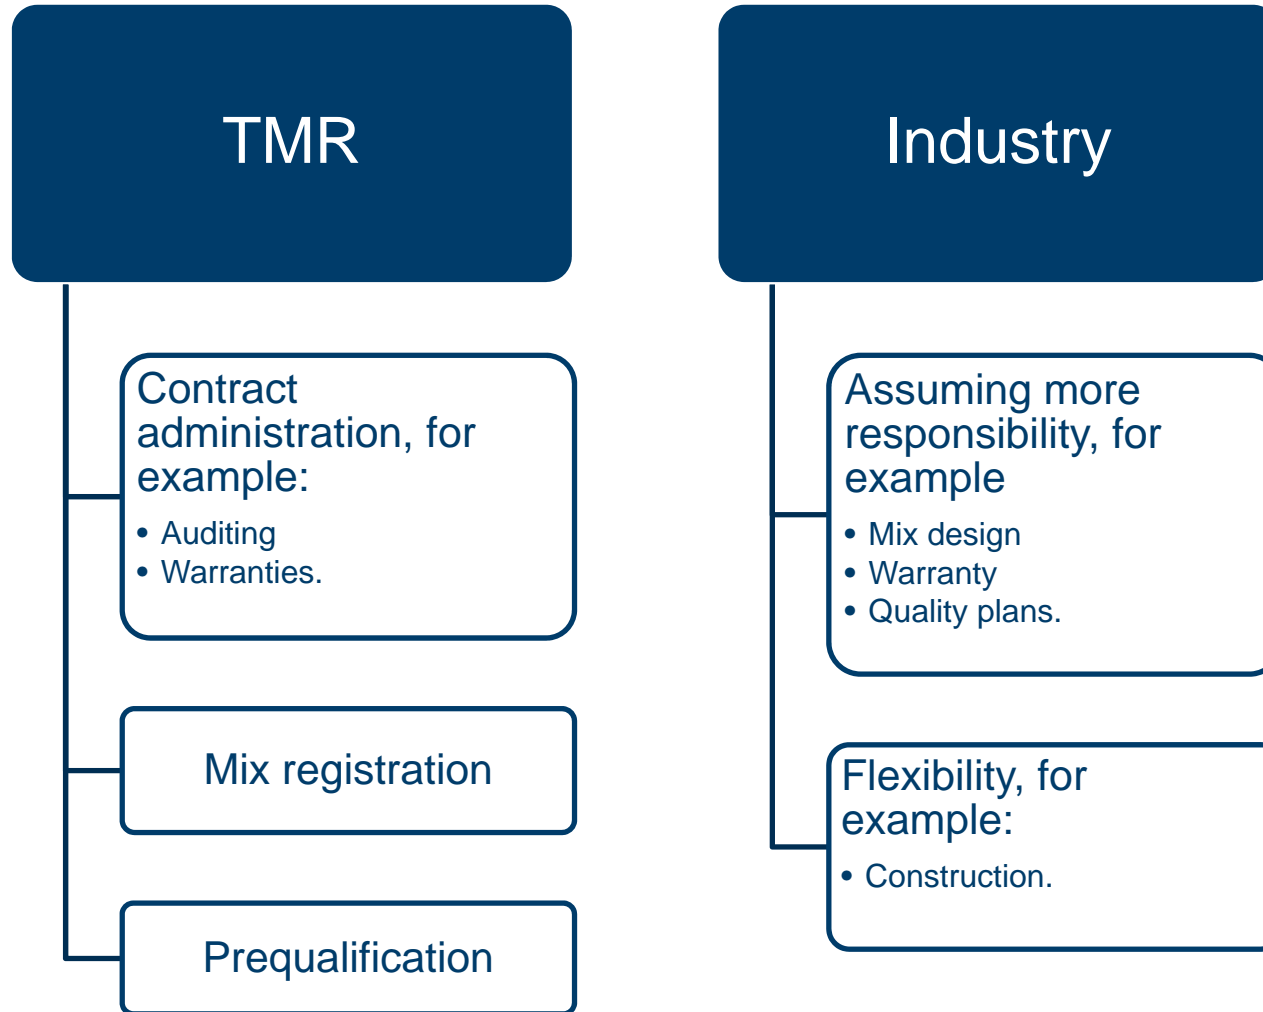 TMR
Contract
administration, for
example:
• Auditing
• Warranties.
Mix registration
Prequalification
Industry
Assuming more
responsibility, for
example
• Mix design
• Warranty
• Quality plans.
Flexibility, for
example:
• Construction.